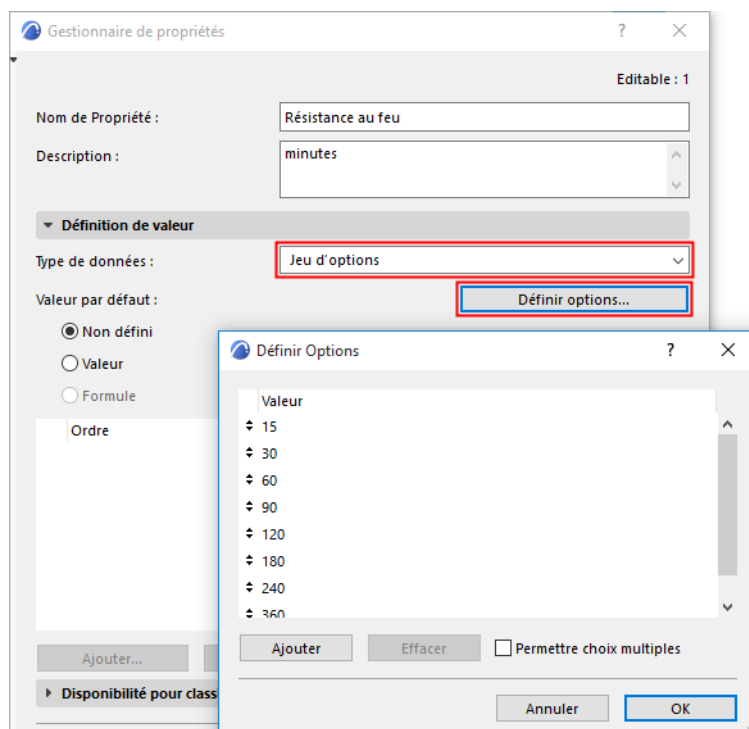 Gestionnaire de propriétés
?
Editable : 1
Nom de Propriété :
Résistance au feu
Description :
minutes
Définition de valeur
Type de données :
Jeu d'options
Valeur par défaut :
Définir options...
Non défini
Valeur
Formule
Ordre
Ajouter...
Disponibilité pour class
Définir Options
?
Valeur
15
30
60
90
120
180
240
360
Ajouter
Effacer
Permettre choix multiples
Annuler
OK